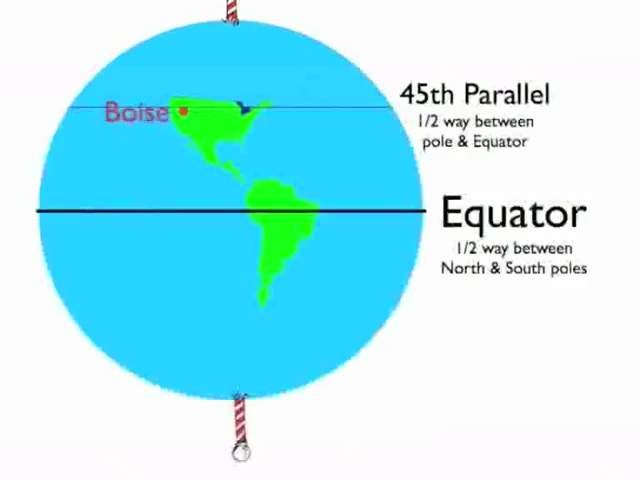 45th Parallel
1/2 way between
pole & Equator
Boise
Equator
1/2 way between
North & South poles